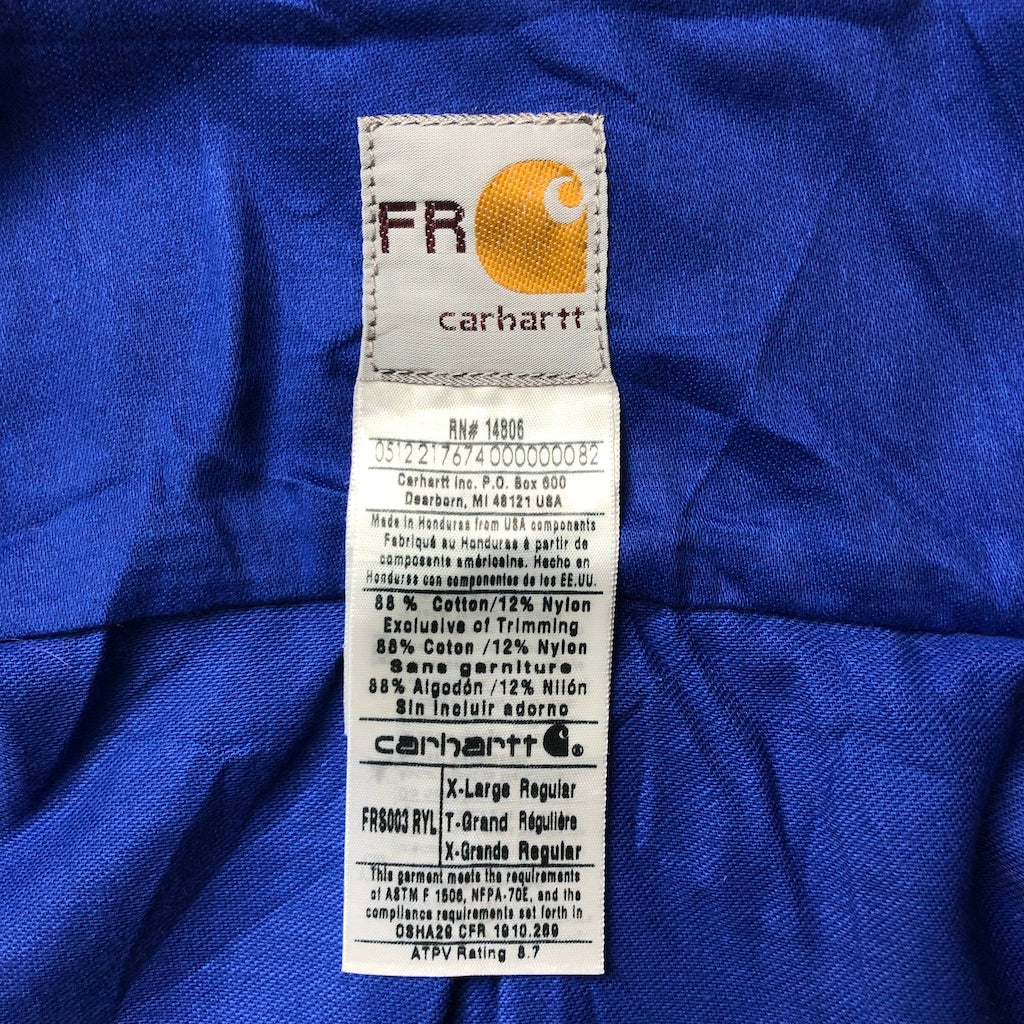 FR
carhartt
RN# 14806
0512217674000000082
Carhartt Inc. P.O. Box 600
Dearborn, MI 48121 USA
Made in Honduras from USA components
Fabriqué au Honduras à partir de
composants américains. Hecho en
Honduras con componentes de los EE.UU.
88 % Cotton/12% Nylon
Exclusive of Trimming
88% Coton /12% Nylon
Sans garniture
88% Algodón /12% Nilón
Sin incluir adorno
carhartt ®
FRS003 RYL
X-Large Regular
T-Grand Régulière
X-Grande Regular
This garment meets the requirements
of ASTM F 1506, NFPA-70E, and the
compliance requirements set forth in
OSHA29 CFR 1910.269
ATPV Rating 8.7